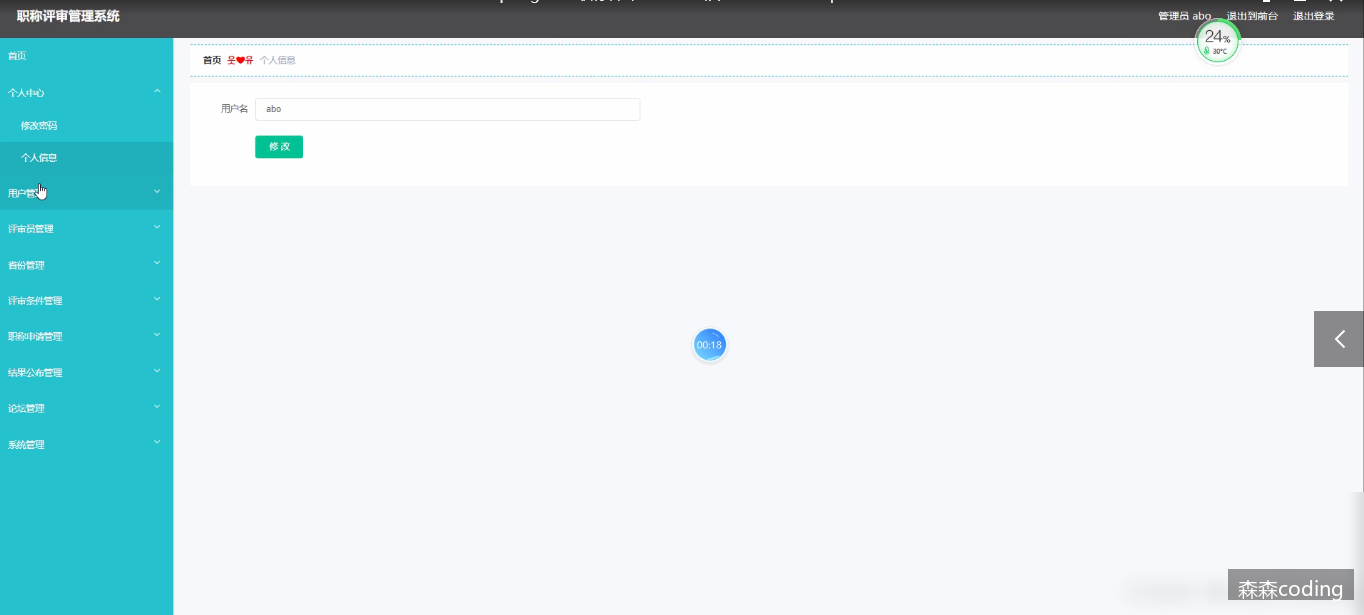 职称评审管理系统
管理员 abo 退出到前台 退出登录
24%
30°C
首页
个人中心
修改密码
个人信息
用户管
评审员管理
省份管理
评审条件管理
职称申请管理
结果公布管理
论坛管理
系统管理
首页 웃❤유 个人信息
用户名 abo
修 改
00:18
森森coding